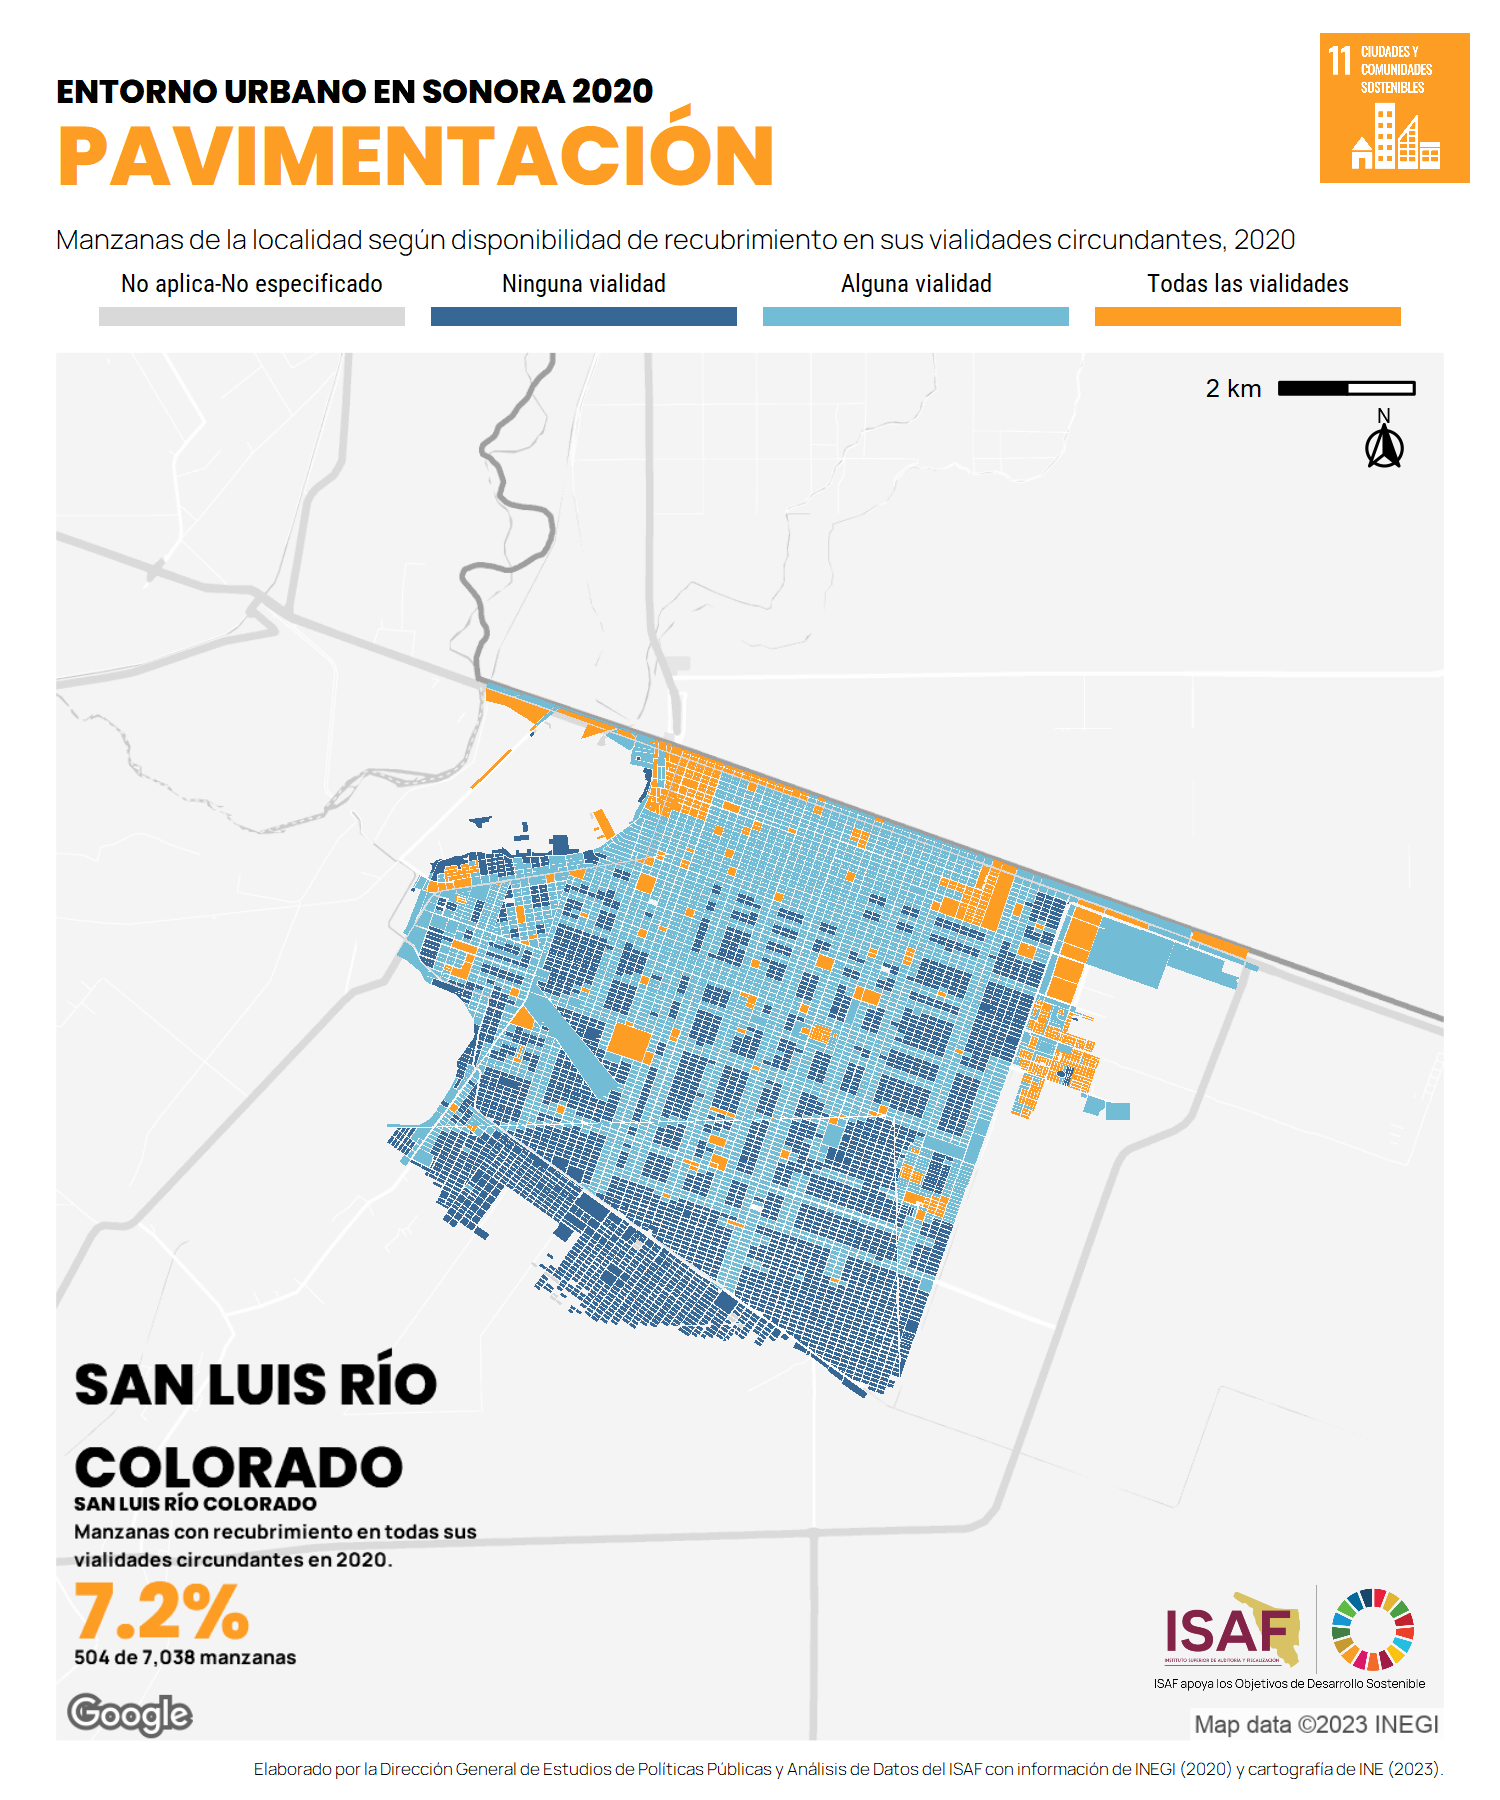 ENTORNO URBANO EN SONORA 2020
PAVIMENTACIÓN
11 CIUDADES Y
COMUNIDADES
SOSTENIBLES
Manzanas de la localidad según disponibilidad de recubrimiento en sus vialidades circundantes, 2020
No aplica-No especificado
Ninguna vialidad
Alguna vialidad
Todas las vialidades
2 km
N
SAN LUIS RÍO
COLORADO
SAN LUIS RÍO COLORADO
Manzanas con recubrimiento en todas sus
vialidades circundantes en 2020.
7.2%
504 de 7,038 manzanas
Google
ISAF
INSTITUTO SUPERIOR DE AUDITORÍA Y FISCALIZACIÓN
ISAF apoya los Objetivos de Desarrollo Sostenible
Map data ©2023 INEGI
Elaborado por la Dirección General de Estudios de Políticas Públicas y Análisis de Datos del ISAF con información de INEGI (2020) y cartografía de INE (2023).